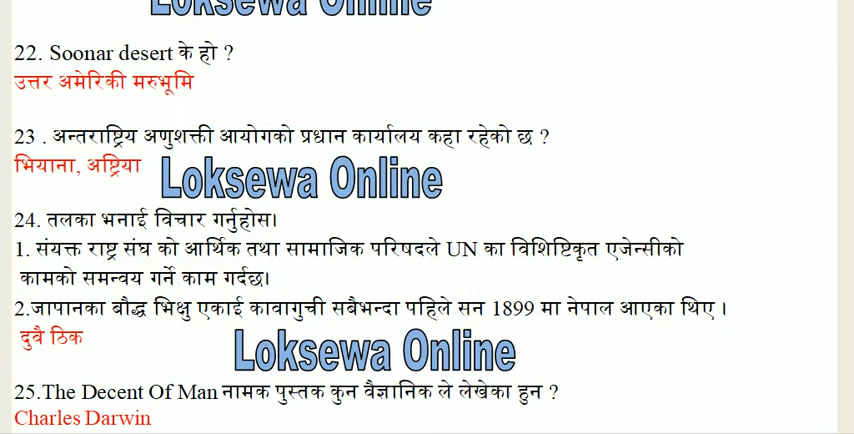 Loksewa Online
22. Soonar desert के हो ?
उत्तर अमेरिकी मरुभूमि
23 . अन्तराष्ट्रिय अणुशक्ती आयोगको प्रधान कार्यालय कहा रहेको छ ?
भियाना, अष्ट्रिया
Loksewa Online
24. तलका भनाई विचार गर्नुहोस।
1. संयक्त राष्ट्र संघ को आर्थिक तथा सामाजिक परिषदले UN का विशिष्टिकृत एजेन्सीको
कामको समन्वय गर्ने काम गर्दछ।
2.जापानका बौद्ध भिक्षु एकाई कावागुची सबैभन्दा पहिले सन 1899 मा नेपाल आएका थिए ।
दुवै ठिक
Loksewa Online
25.The Decent Of Man नामक पुस्तक कुन वैज्ञानिक ले लेखेका हुन ?
Charles Darwin